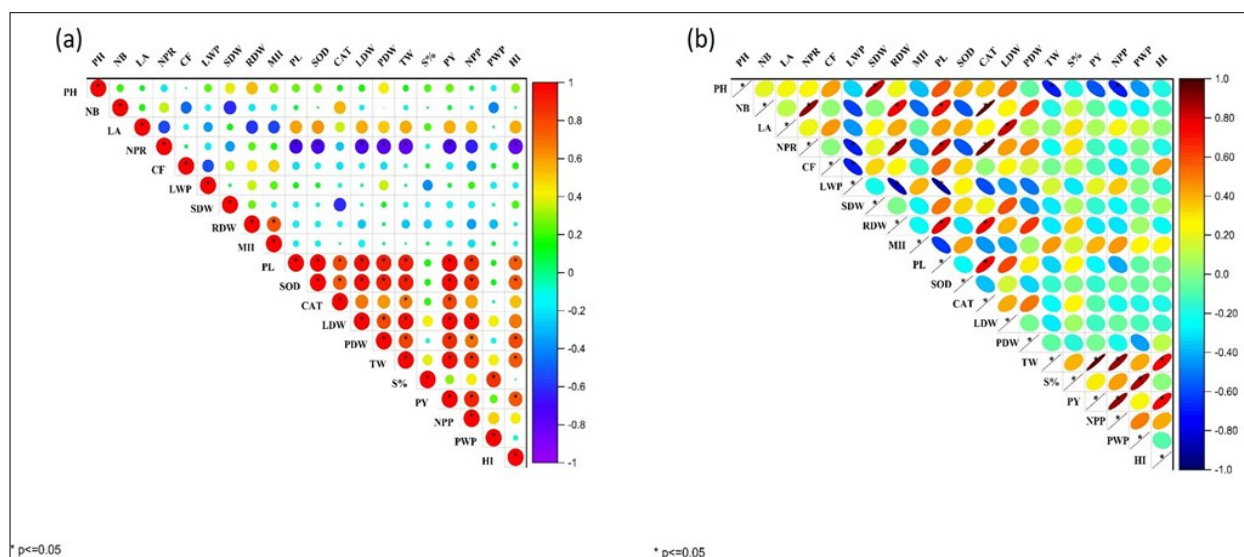 (a)
PH NB LA NPR CF LWP SDW RDW MII PL SOD CAT LDW PDW TW S% PY NPP PWP HI
PH
NB
LA
NPR
CF
LWP
SDW
RDW
MII
PL
SOD
CAT
LDW
PDW
TW
S%
PY
NPP
PWP
HI
1
0.8
0.6
0.4
0.2
0
-0.2
-0.4
-0.6
-0.8
-1
* p<=0.05
(b)
PH NB LA NPR CF LWP SDW RDW MII PL SOD CAT LDW PDW TW S% PY NPP PWP HI
PH
NB
LA
NPR
CF
LWP
SDW
RDW
MII
PL
SOD
CAT
LDW
PDW
TW
S%
PY
NPP
PWP
HI
1.0
0.80
0.60
0.40
0.20
0.0
-0.20
-0.40
-0.60
-0.80
-1.0
* p<=0.05